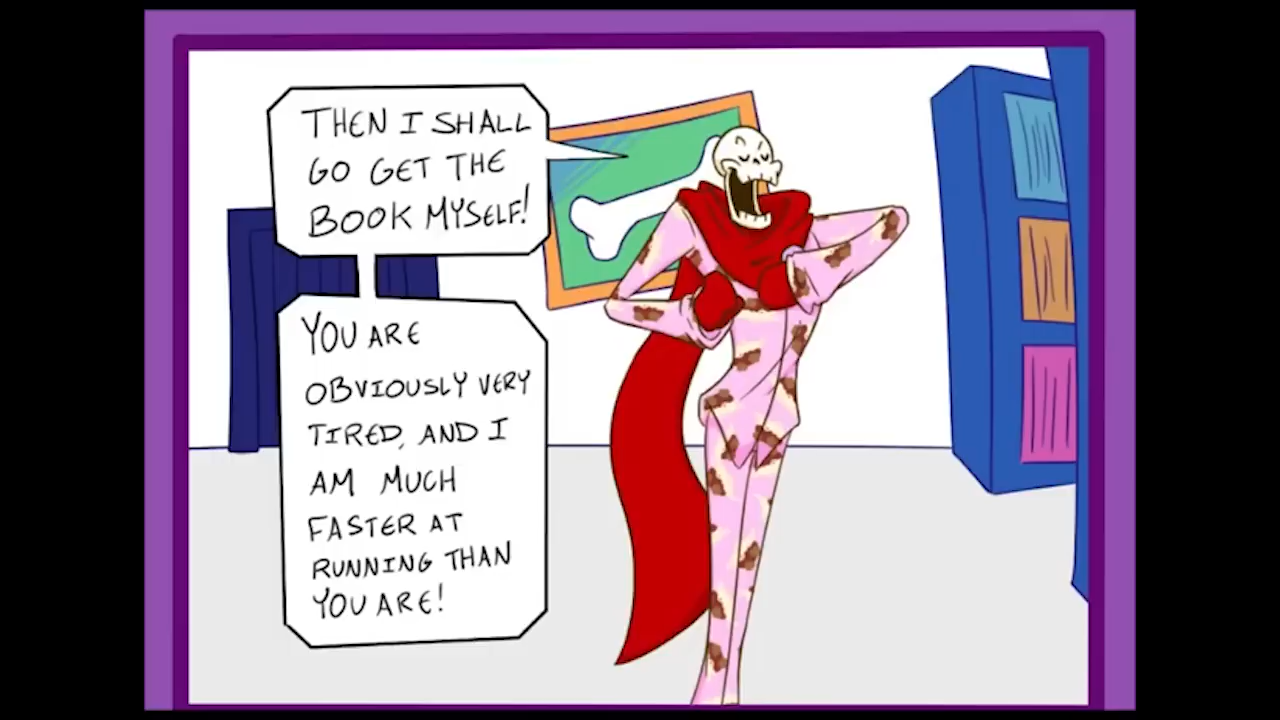 THEN I SHALL
GO GET THE
BOOK MYSELF!
YOU ARE
OBVIOUSLY VERY
TIRED, AND I
AM MUCH
FASTER AT
RUNNING THAN
YOU ARE!